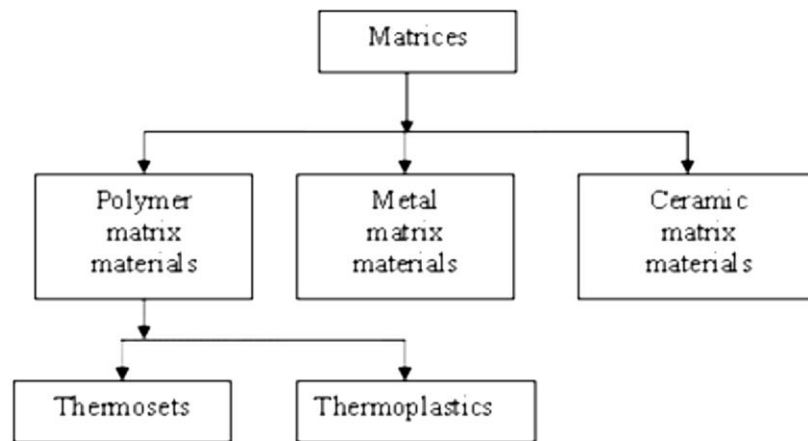 Matrices
Polymer
matrix
materials
Metal
matrix
materials
Ceramic
matrix
materials
Thermosets
Thermoplastics